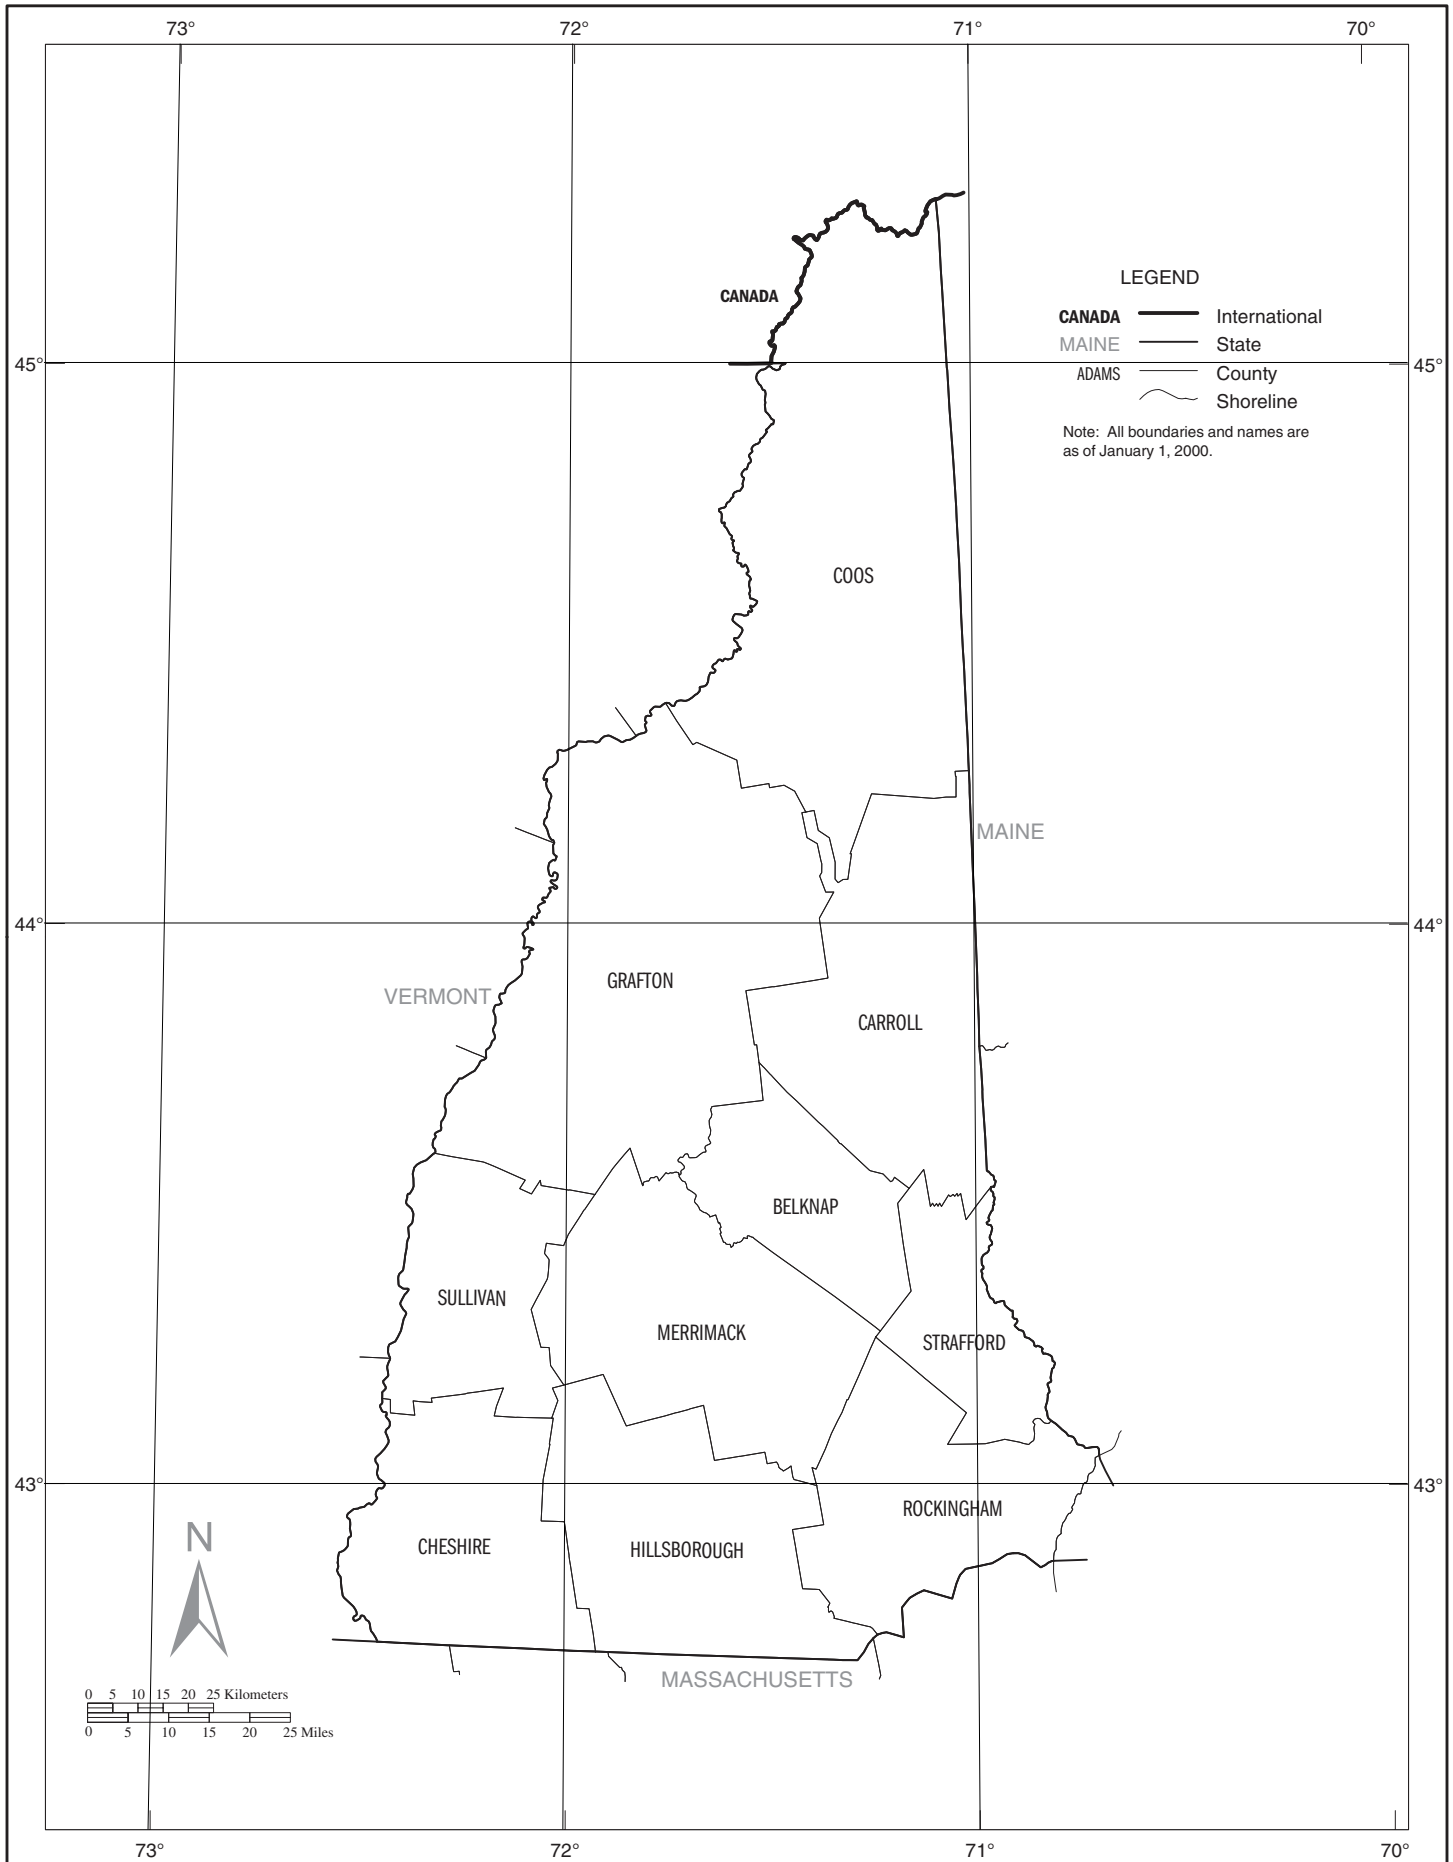 73° 72° 71° 70°
LEGEND
CANADA
CANADA International
MAINE State
45° 45°
ADAMS County
Shoreline
Note: All boundaries and names are
as of January 1, 2000.
COOS
MAINE
44° 44°
GRAFTON
VERMONT
CARROLL
BELKNAP
SULLIVAN
MERRIMACK
STRAFFORD
43° 43°
ROCKINGHAM
N
CHESHIRE
HILLSBOROUGH
MASSACHUSETTS
0 5 10 15 20 25 Kilometers
0 5 10 15 20 25 Miles
73° 72° 71° 70°